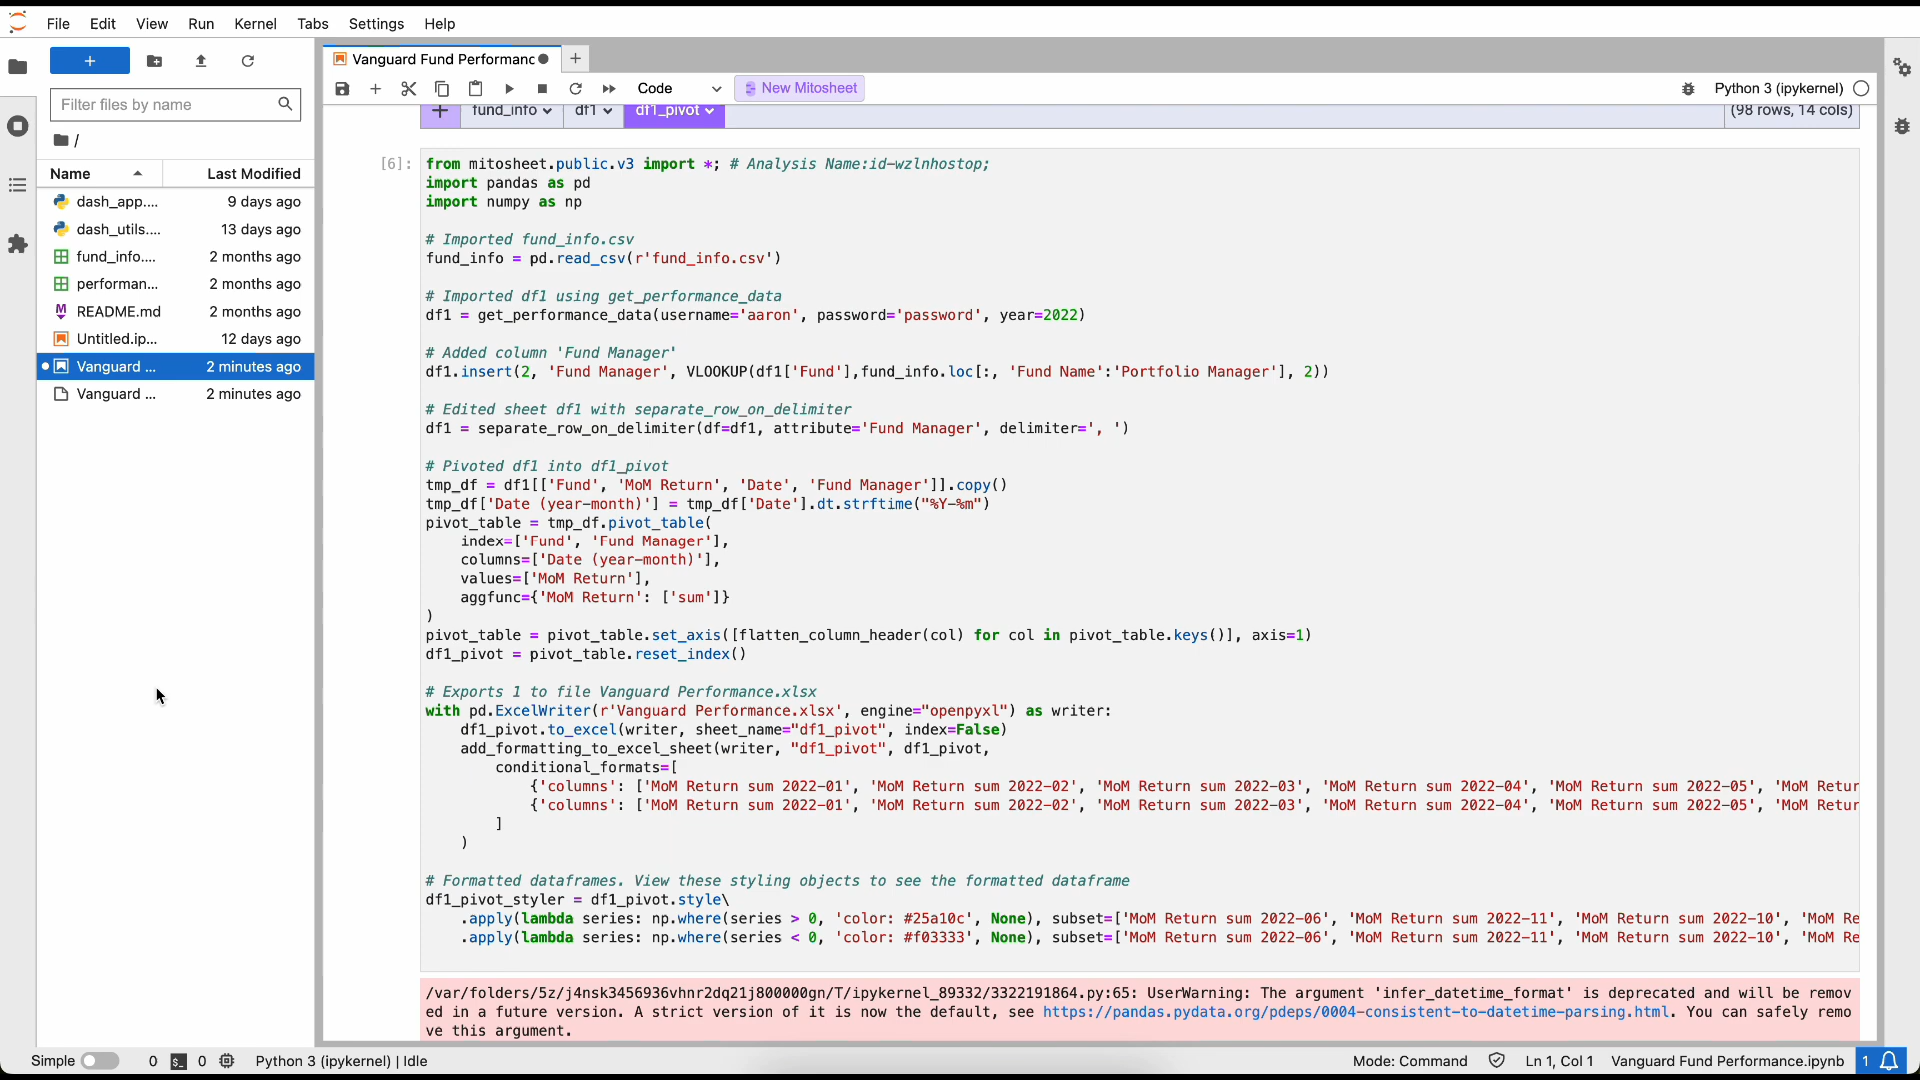 File Edit View Run Kernel Tabs Settings Help
Filter files by name
/
Name Last Modified
dash_app.... 9 days ago
dash_utils.... 13 days ago
fund_info.... 2 months ago
performan... 2 months ago
README.md 2 months ago
Untitled.ip... 12 days ago
Vanguard ... 2 minutes ago
Vanguard ... 2 minutes ago
Vanguard Fund Performanc
Code New Mitosheet Python 3 (ipykernel)
fund_info df1 df1_pivot (98 rows, 14 cols)
[6]: from mitosheet.public.v3 import *; # Analysis Name:id-wzlnhostop;
import pandas as pd
import numpy as np
# Imported fund_info.csv
fund_info = pd.read_csv(r'fund_info.csv')
# Imported df1 using get_performance_data
df1 = get_performance_data(username='aaron', password='password', year=2022)
# Added column 'Fund Manager'
df1.insert(2, 'Fund Manager', VLOOKUP(df1['Fund'],fund_info.loc[:, 'Fund Name':'Portfolio Manager'], 2))
# Edited sheet df1 with separate_row_on_delimiter
df1 = separate_row_on_delimiter(df=df1, attribute='Fund Manager', delimiter=', ')
# Pivoted df1 into df1_pivot
tmp_df = df1[['Fund', 'MoM Return', 'Date', 'Fund Manager']].copy()
tmp_df['Date (year-month)'] = tmp_df['Date'].dt.strftime("%Y-%m")
pivot_table = tmp_df.pivot_table(
index=['Fund', 'Fund Manager'],
columns=['Date (year-month)'],
values=['MoM Return'],
aggfunc={'MoM Return': ['sum']}
)
pivot_table = pivot_table.set_axis([flatten_column_header(col) for col in pivot_table.keys()], axis=1)
df1_pivot = pivot_table.reset_index()
# Exports 1 to file Vanguard Performance.xlsx
with pd.ExcelWriter(r'Vanguard Performance.xlsx', engine="openpyxl") as writer:
df1_pivot.to_excel(writer, sheet_name="df1_pivot", index=False)
add_formatting_to_excel_sheet(writer, "df1_pivot", df1_pivot,
conditional_formats=[
{'columns': ['MoM Return sum 2022-01', 'MoM Return sum 2022-02', 'MoM Return sum 2022-03', 'MoM Return sum 2022-04', 'MoM Return sum 2022-05', 'MoM Retur
{'columns': ['MoM Return sum 2022-01', 'MoM Return sum 2022-02', 'MoM Return sum 2022-03', 'MoM Return sum 2022-04', 'MoM Return sum 2022-05', 'MoM Retur
]
)
# Formatted dataframes. View these styling objects to see the formatted dataframe
df1_pivot_styler = df1_pivot.style\
.apply(lambda series: np.where(series > 0, 'color: #25a10c', None), subset=['MoM Return sum 2022-06', 'MoM Return sum 2022-11', 'MoM Return sum 2022-10', 'MoM Re
.apply(lambda series: np.where(series < 0, 'color: #f03333', None), subset=['MoM Return sum 2022-06', 'MoM Return sum 2022-11', 'MoM Return sum 2022-10', 'MoM Re
/var/folders/5z/j4nsk3456936vhnr2dq21j800000gn/T/ipykernel_89332/3322191864.py:65: UserWarning: The argument 'infer_datetime_format' is deprecated and will be remov
ed in a future version. A strict version of it is now the default, see https://pandas.pydata.org/pdeps/0004-consistent-to-datetime-parsing.html. You can safely remo
ve this argument.
Simple 0 0 Python 3 (ipykernel) | Idle Mode: Command Ln 1, Col 1 Vanguard Fund Performance.ipynb 1